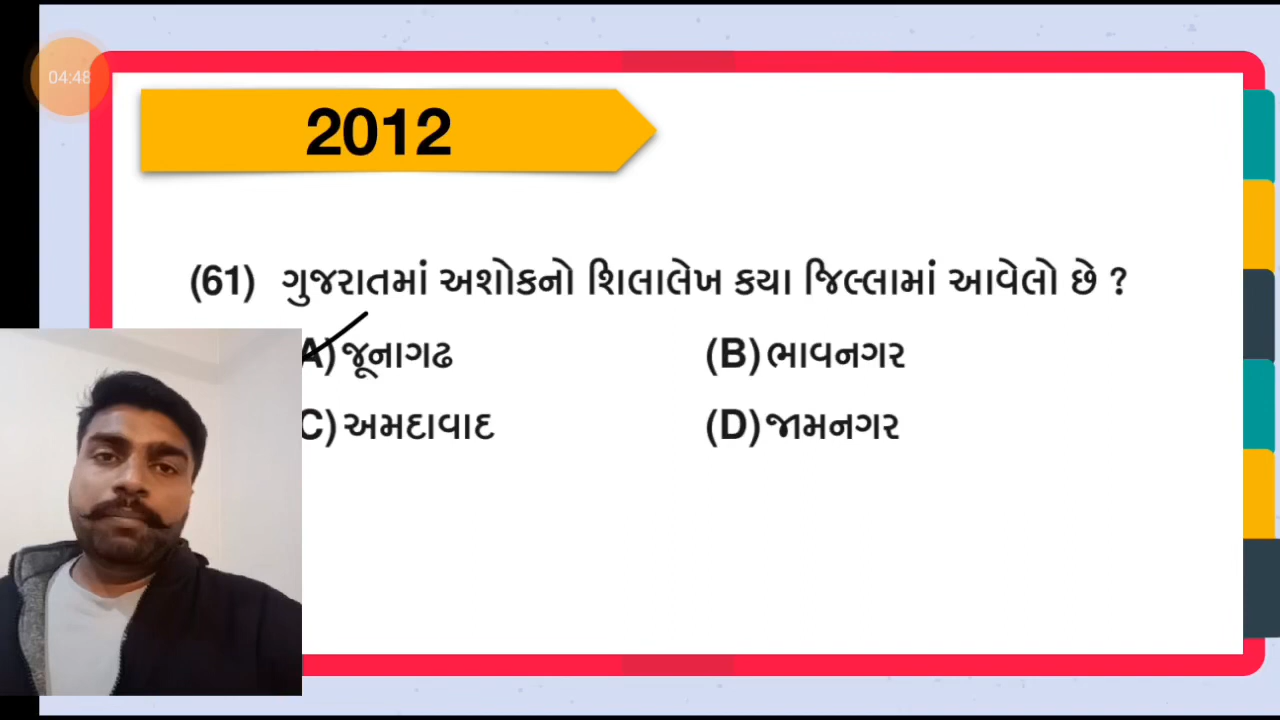 04:48
2012
(61) ગુજરાતમાં અશોકનો શિલાલેખ કયા જિલ્લામાં આવેલો છે ?
A) જૂનાગઢ (B) ભાવનગર
C) અમદાવાદ (D) જામનગર